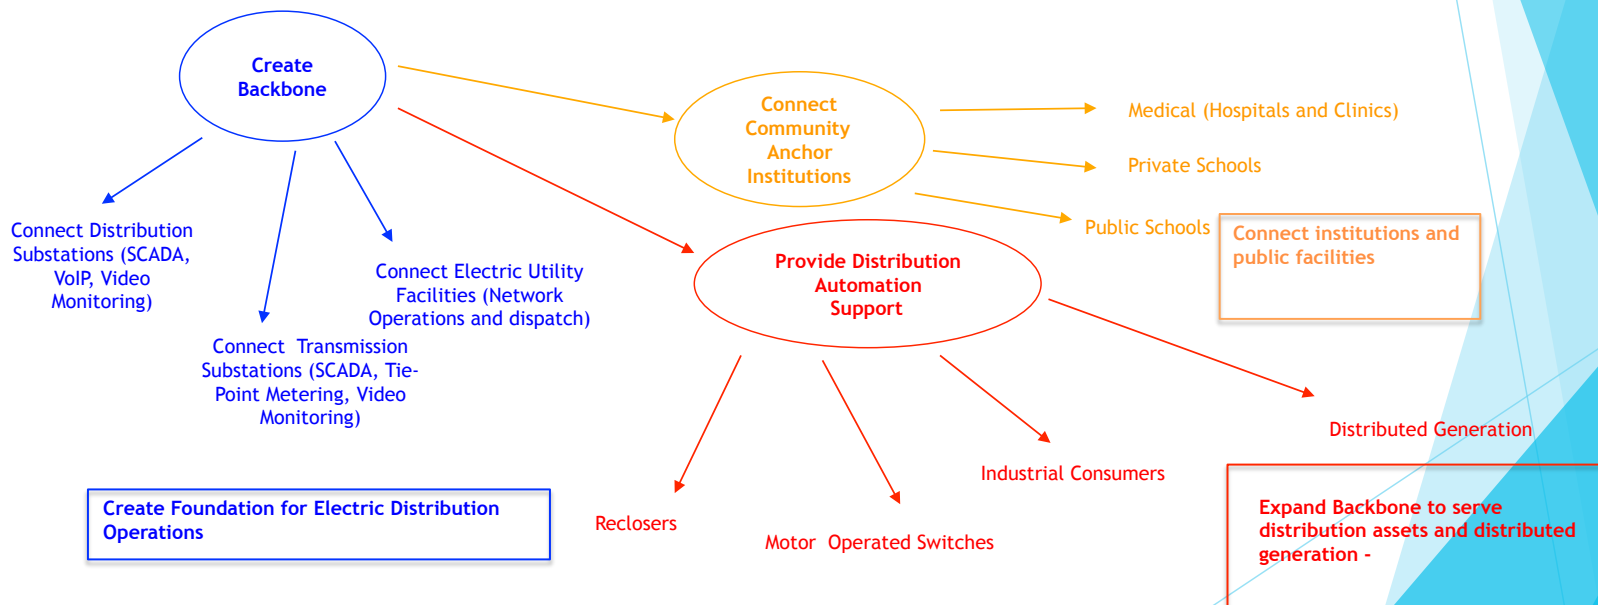 Create
Backbone
Connect
Community
Anchor
Institutions
Medical (Hospitals and Clinics)
Private Schools
Public Schools
Connect institutions and
public facilities
Connect Distribution
Substations (SCADA,
VoIP, Video
Monitoring)
Connect Electric Utility
Facilities (Network
Operations and dispatch)
Connect Transmission
Substations (SCADA, Tie-
Point Metering, Video
Monitoring)
Provide Distribution
Automation
Support
Distributed Generation
Industrial Consumers
Reclosers
Motor Operated Switches
Create Foundation for Electric Distribution
Operations
Expand Backbone to serve
distribution assets and distributed
generation -